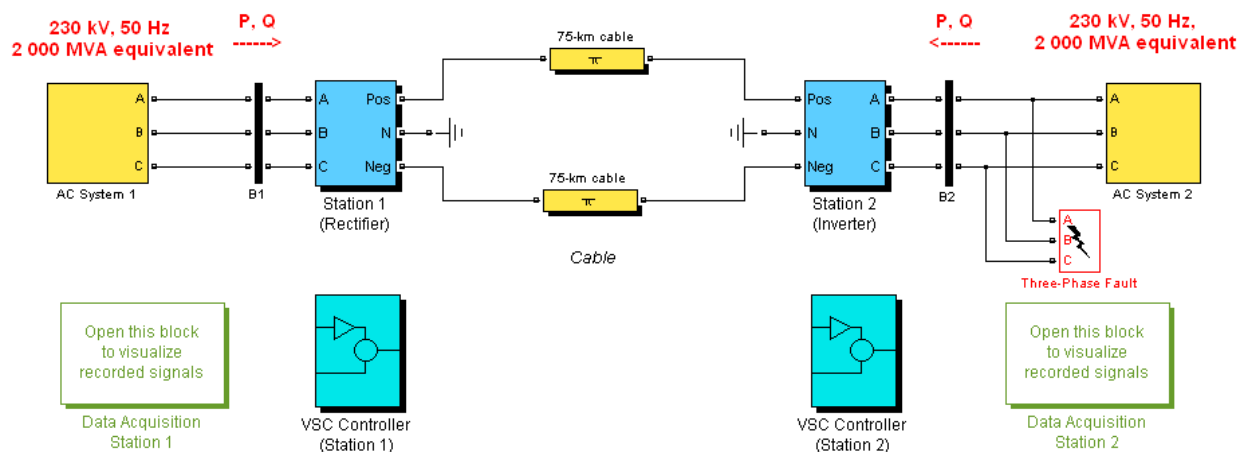 230 kV, 50 Hz
2 000 MVA equivalent
P, Q
------>
P, Q
<------
230 kV, 50 Hz,
2 000 MVA equivalent
75-km cable
π
A
B
C
AC System 1
B1
A
B
C
Pos
N
Neg
Station 1
(Rectifier)
75-km cable
π
Cable
Pos
N
Neg
A
B
C
Station 2
(Inverter)
B2
A
B
C
AC System 2
A
B
C
Three-Phase Fault
Open this block
to visualize
recorded signals
Data Acquisition
Station 1
VSC Controller
(Station 1)
VSC Controller
(Station 2)
Open this block
to visualize
recorded signals
Data Acquisition
Station 2